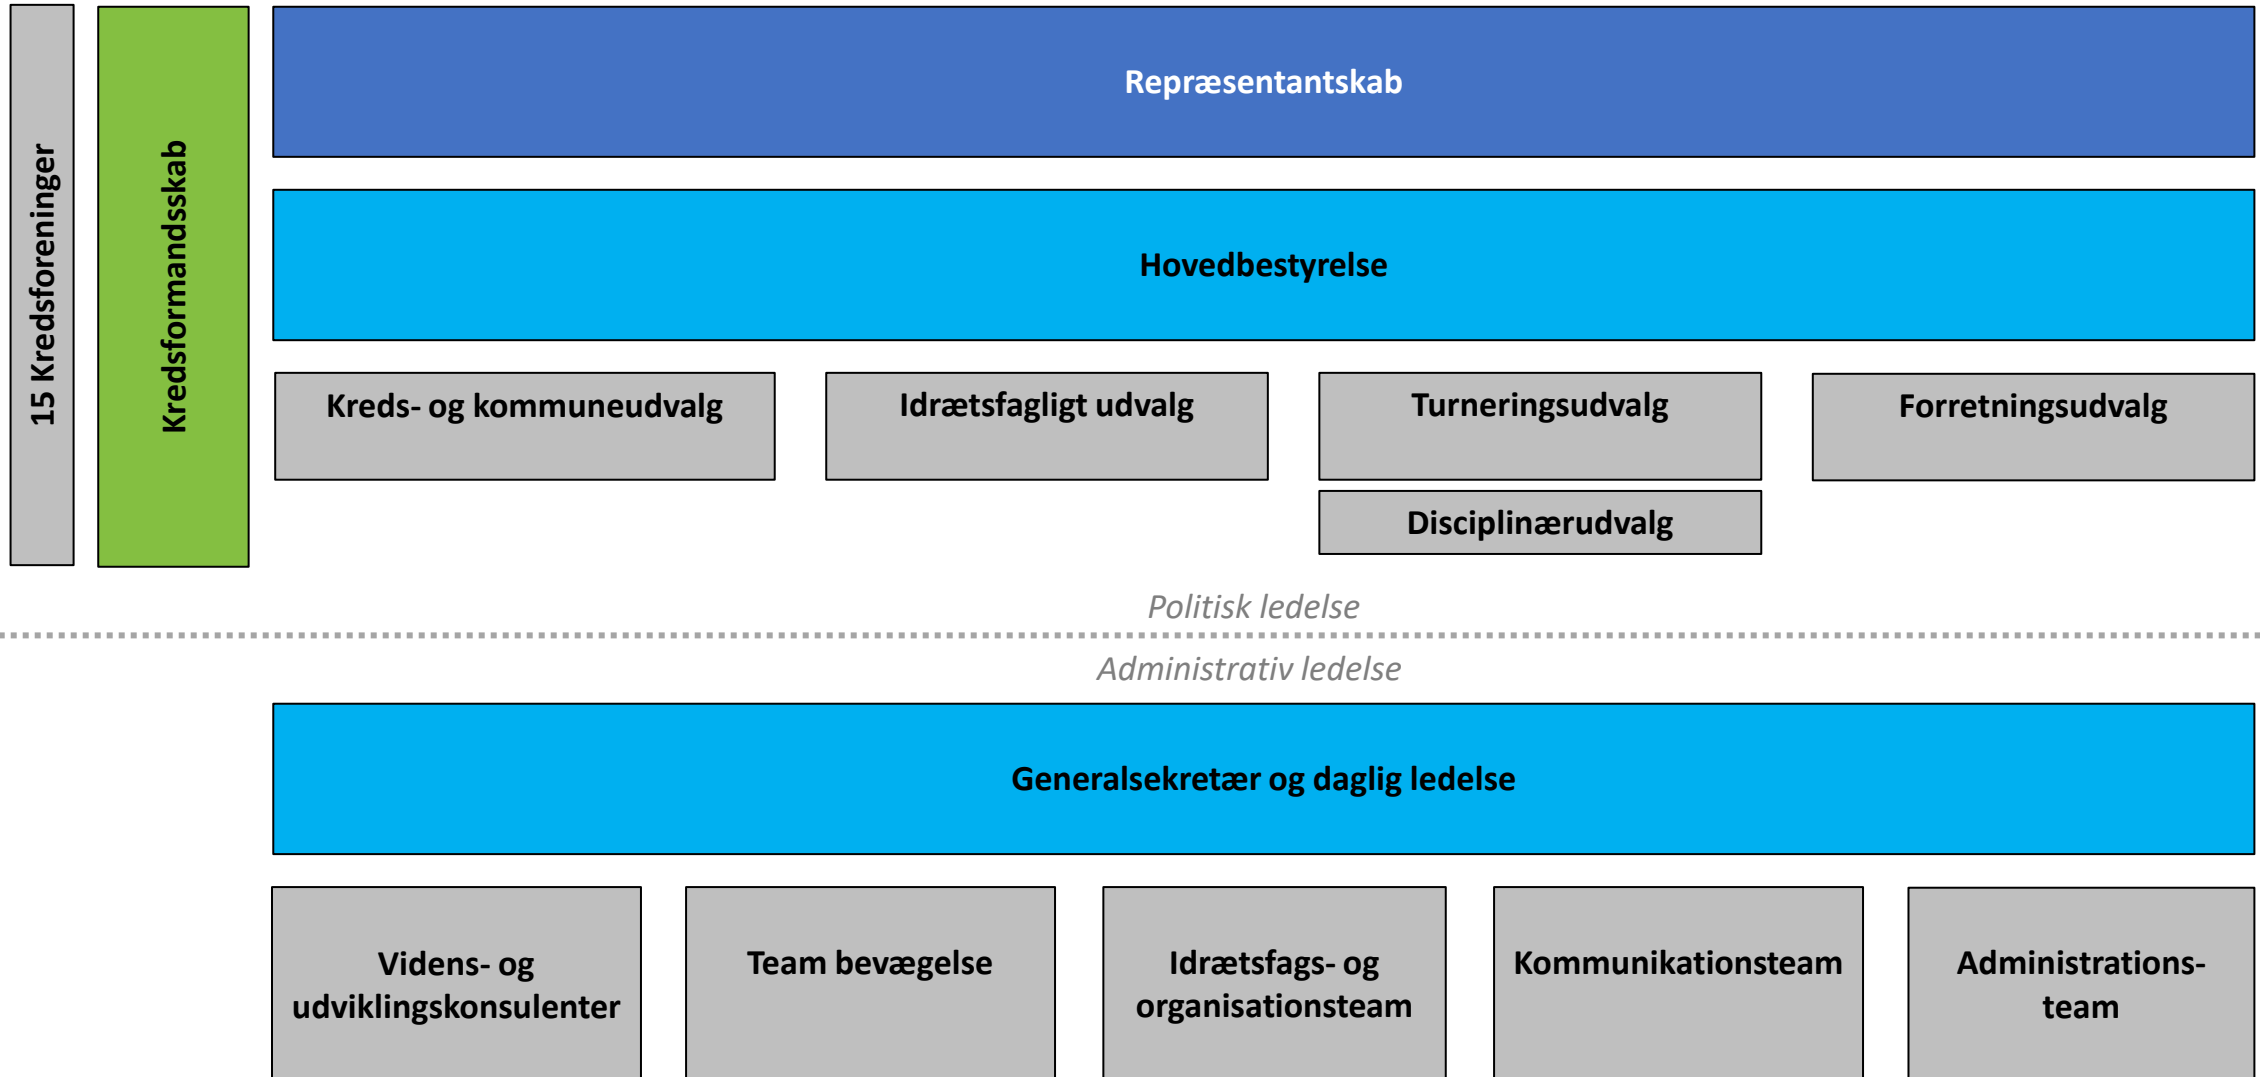 15 Kredsforeninger
Kredsformandsskab
Repræsentantskab
Hovedbestyrelse
Kreds- og kommuneudvalg
Idrætsfagligt udvalg
Turneringsudvalg
Forretningsudvalg
Disciplinærudvalg
Politisk ledelse
Administrativ ledelse
Generalsekretær og daglig ledelse
Videns- og
udviklingskonsulenter
Team bevægelse
Idrætsfags- og
organisationsteam
Kommunikationsteam
Administrations-
team